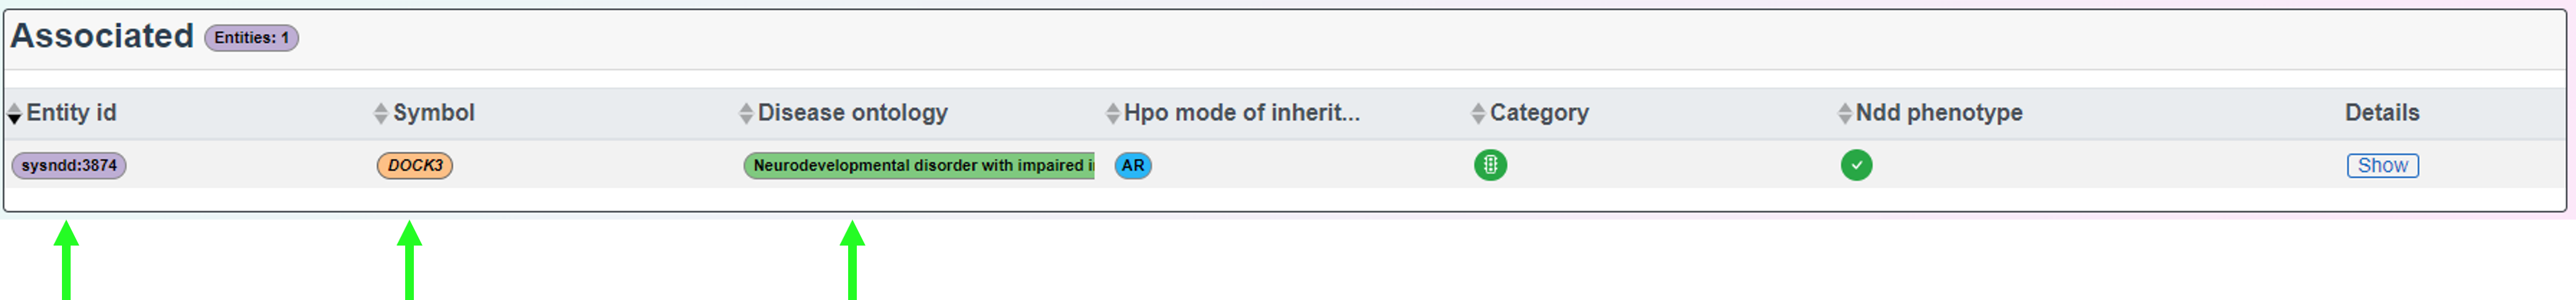 Associated Entities: 1
Entity id Symbol Disease ontology Hpo mode of inherit... Category Ndd phenotype Details
sysndd:3874 DOCK3 Neurodevelopmental disorder with impaired AR Show